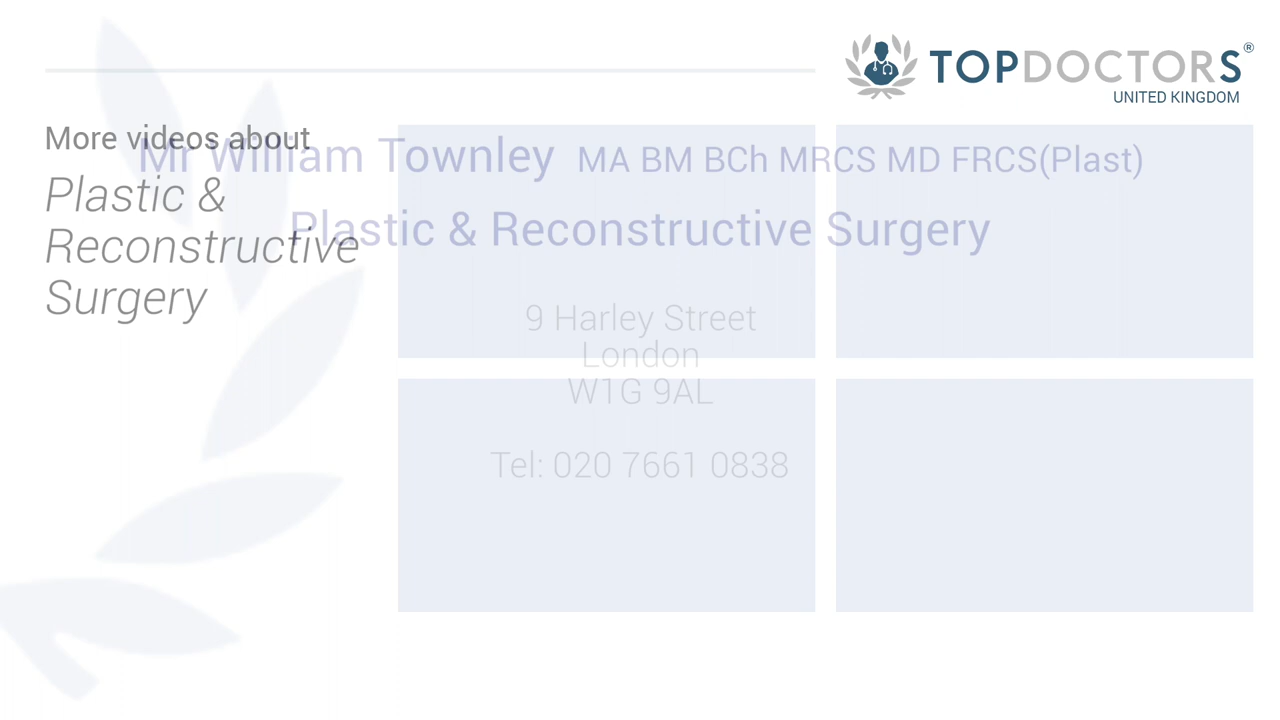 TOPDOCTORS®
UNITED KINGDOM
More videos about
Plastic &
Reconstructive
Surgery
Mr William Townley MA BM BCh MRCS MD FRCS(Plast)
Plastic & Reconstructive Surgery
9 Harley Street
London
W1G 9AL
Tel: 020 7661 0838